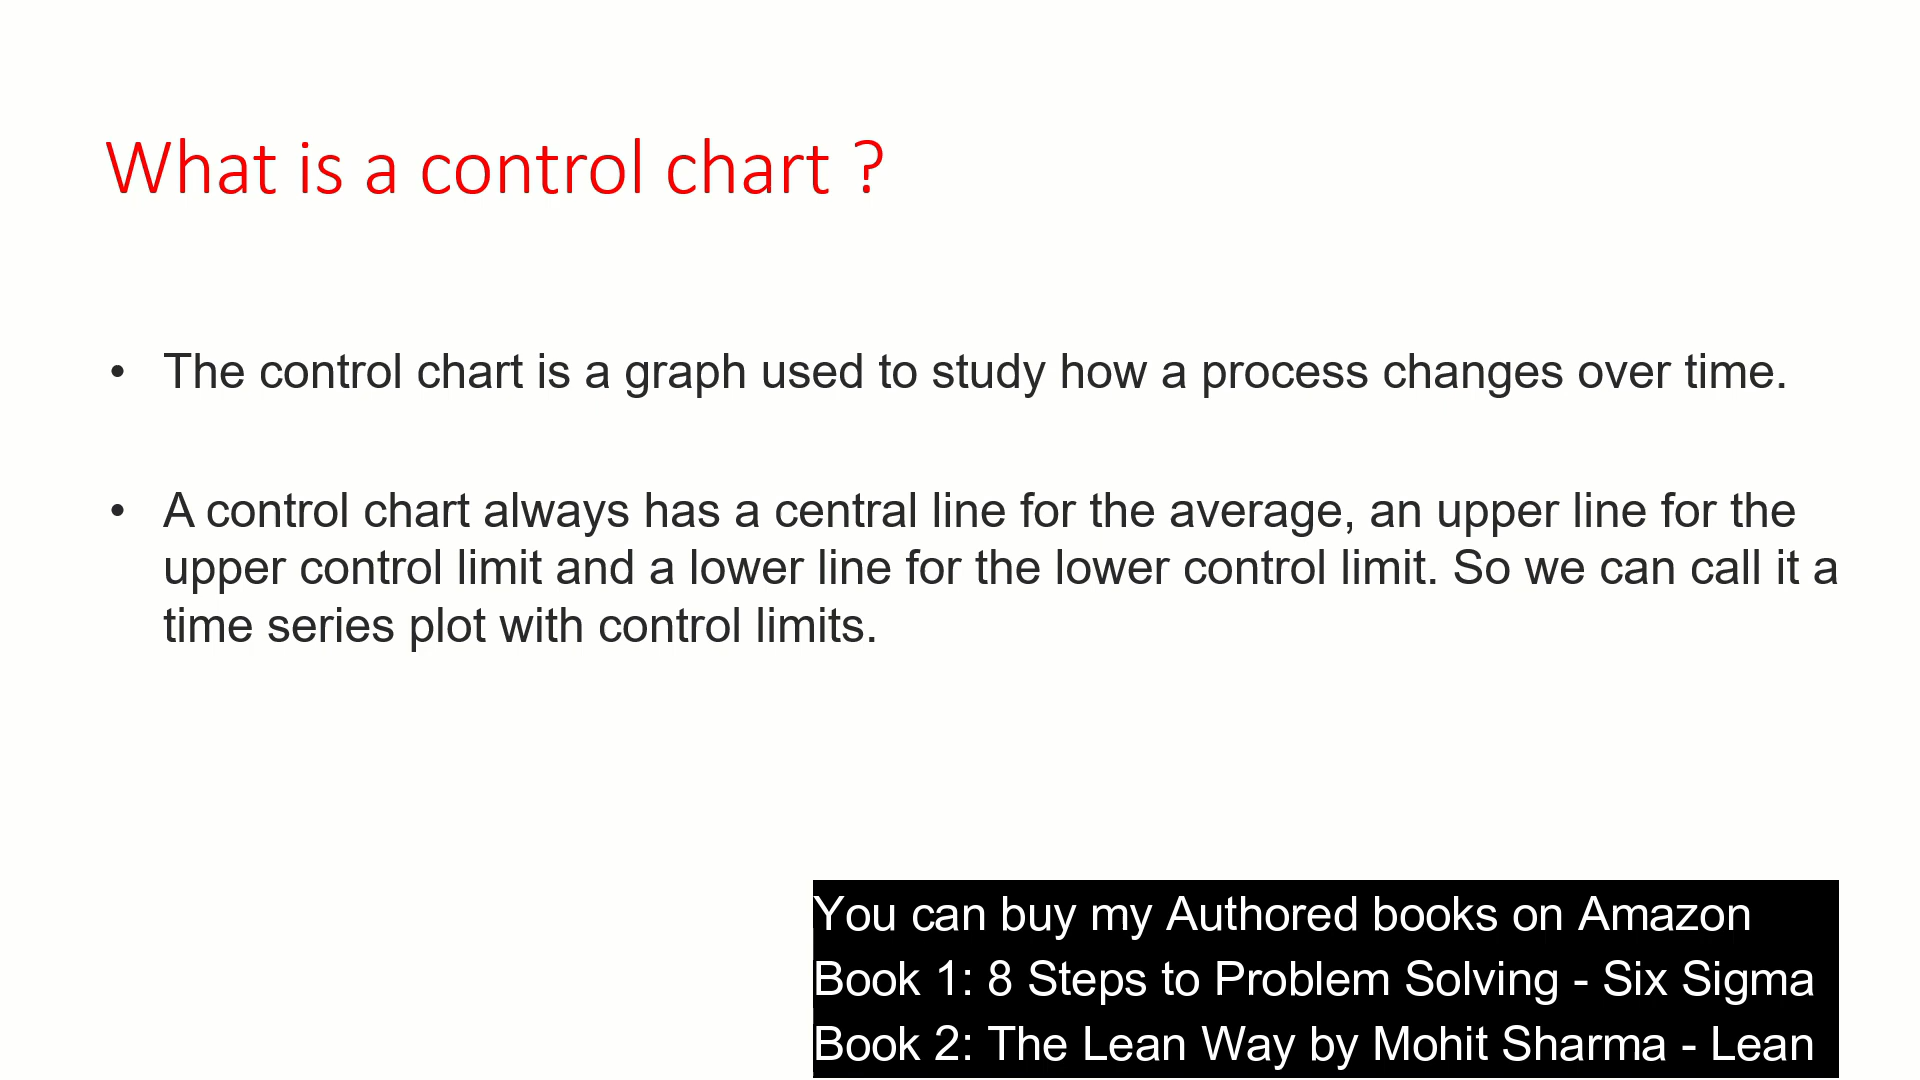 What is a control chart ?
• The control chart is a graph used to study how a process changes over time.
• A control chart always has a central line for the average, an upper line for the
upper control limit and a lower line for the lower control limit. So we can call it a
time series plot with control limits.
You can buy my Authored books on Amazon
Book 1: 8 Steps to Problem Solving - Six Sigma
Book 2: The Lean Way by Mohit Sharma - Lean